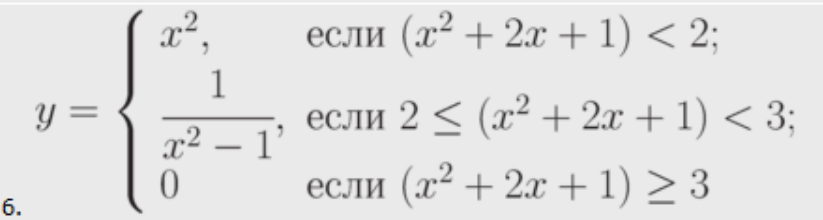 y = { x², если (x² + 2x + 1) < 2;
1/(x² − 1), если 2 ≤ (x² + 2x + 1) < 3;
6. 0 если (x² + 2x + 1) ≥ 3